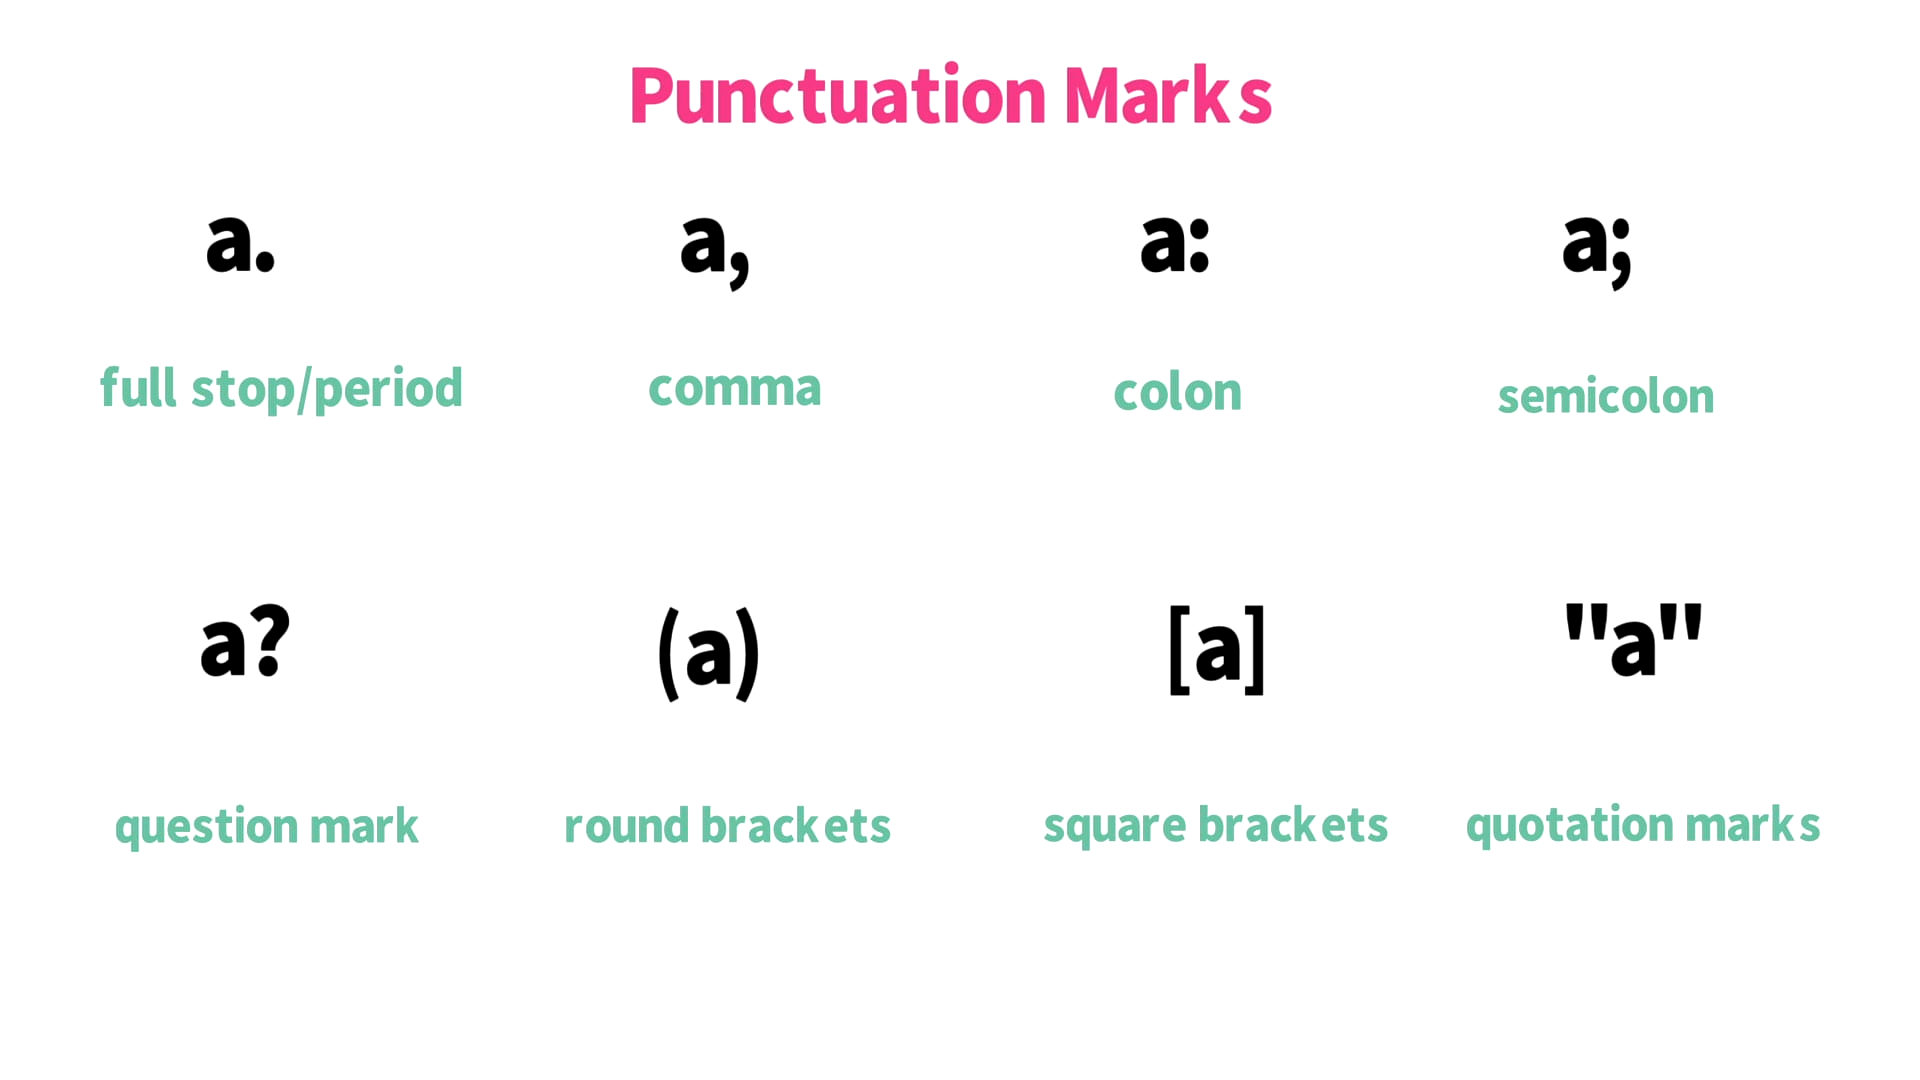 Punctuation Marks
a. a, a: a;
full stop/period comma colon semicolon
a? (a) [a] "a"
question mark round brackets square brackets quotation marks